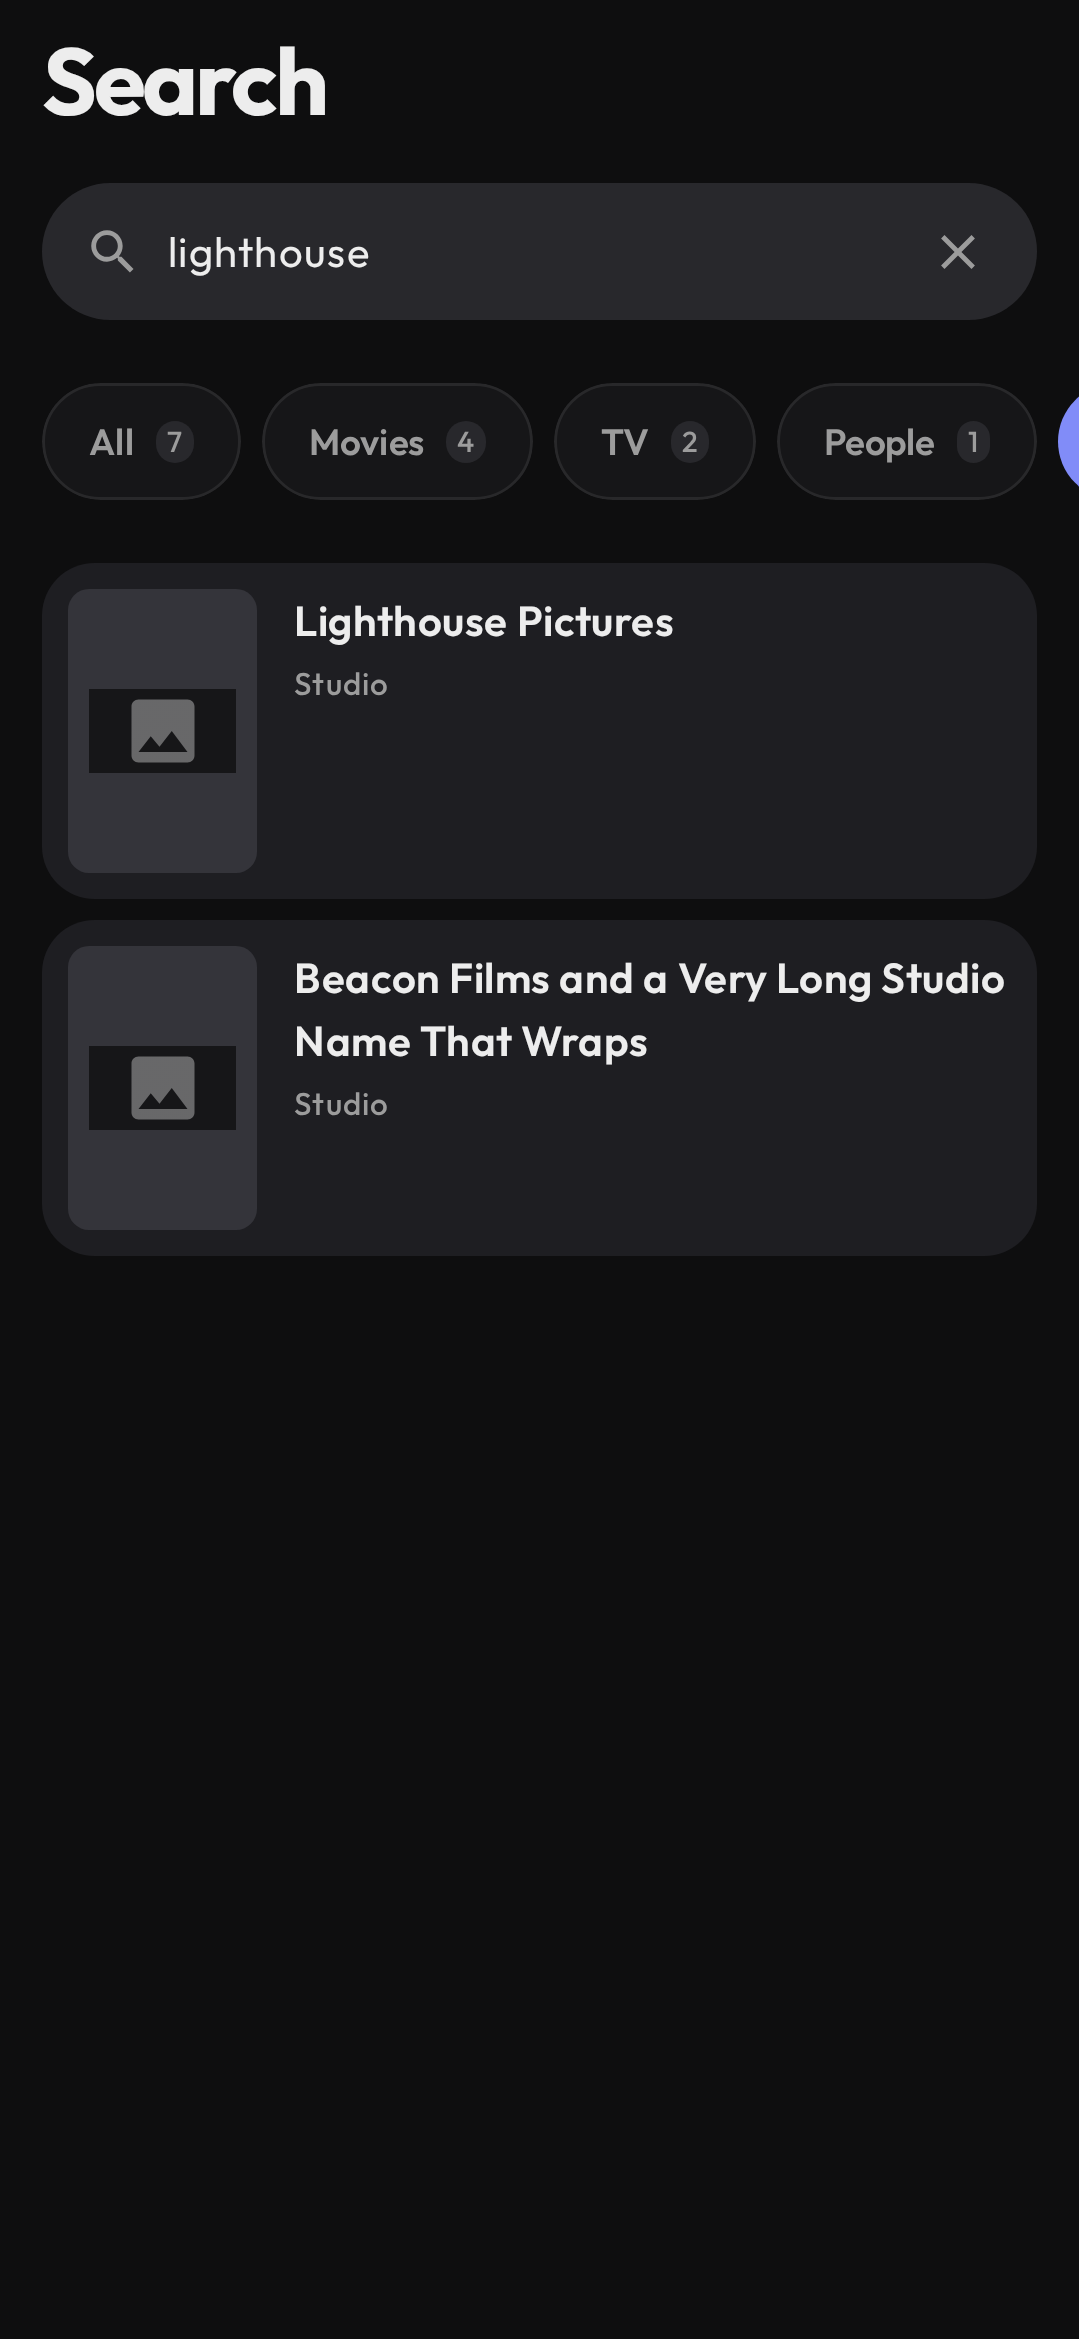 Search
lighthouse
All 7 Movies 4 TV 2 People 1
Lighthouse Pictures
Studio
Beacon Films and a Very Long Studio
Name That Wraps
Studio